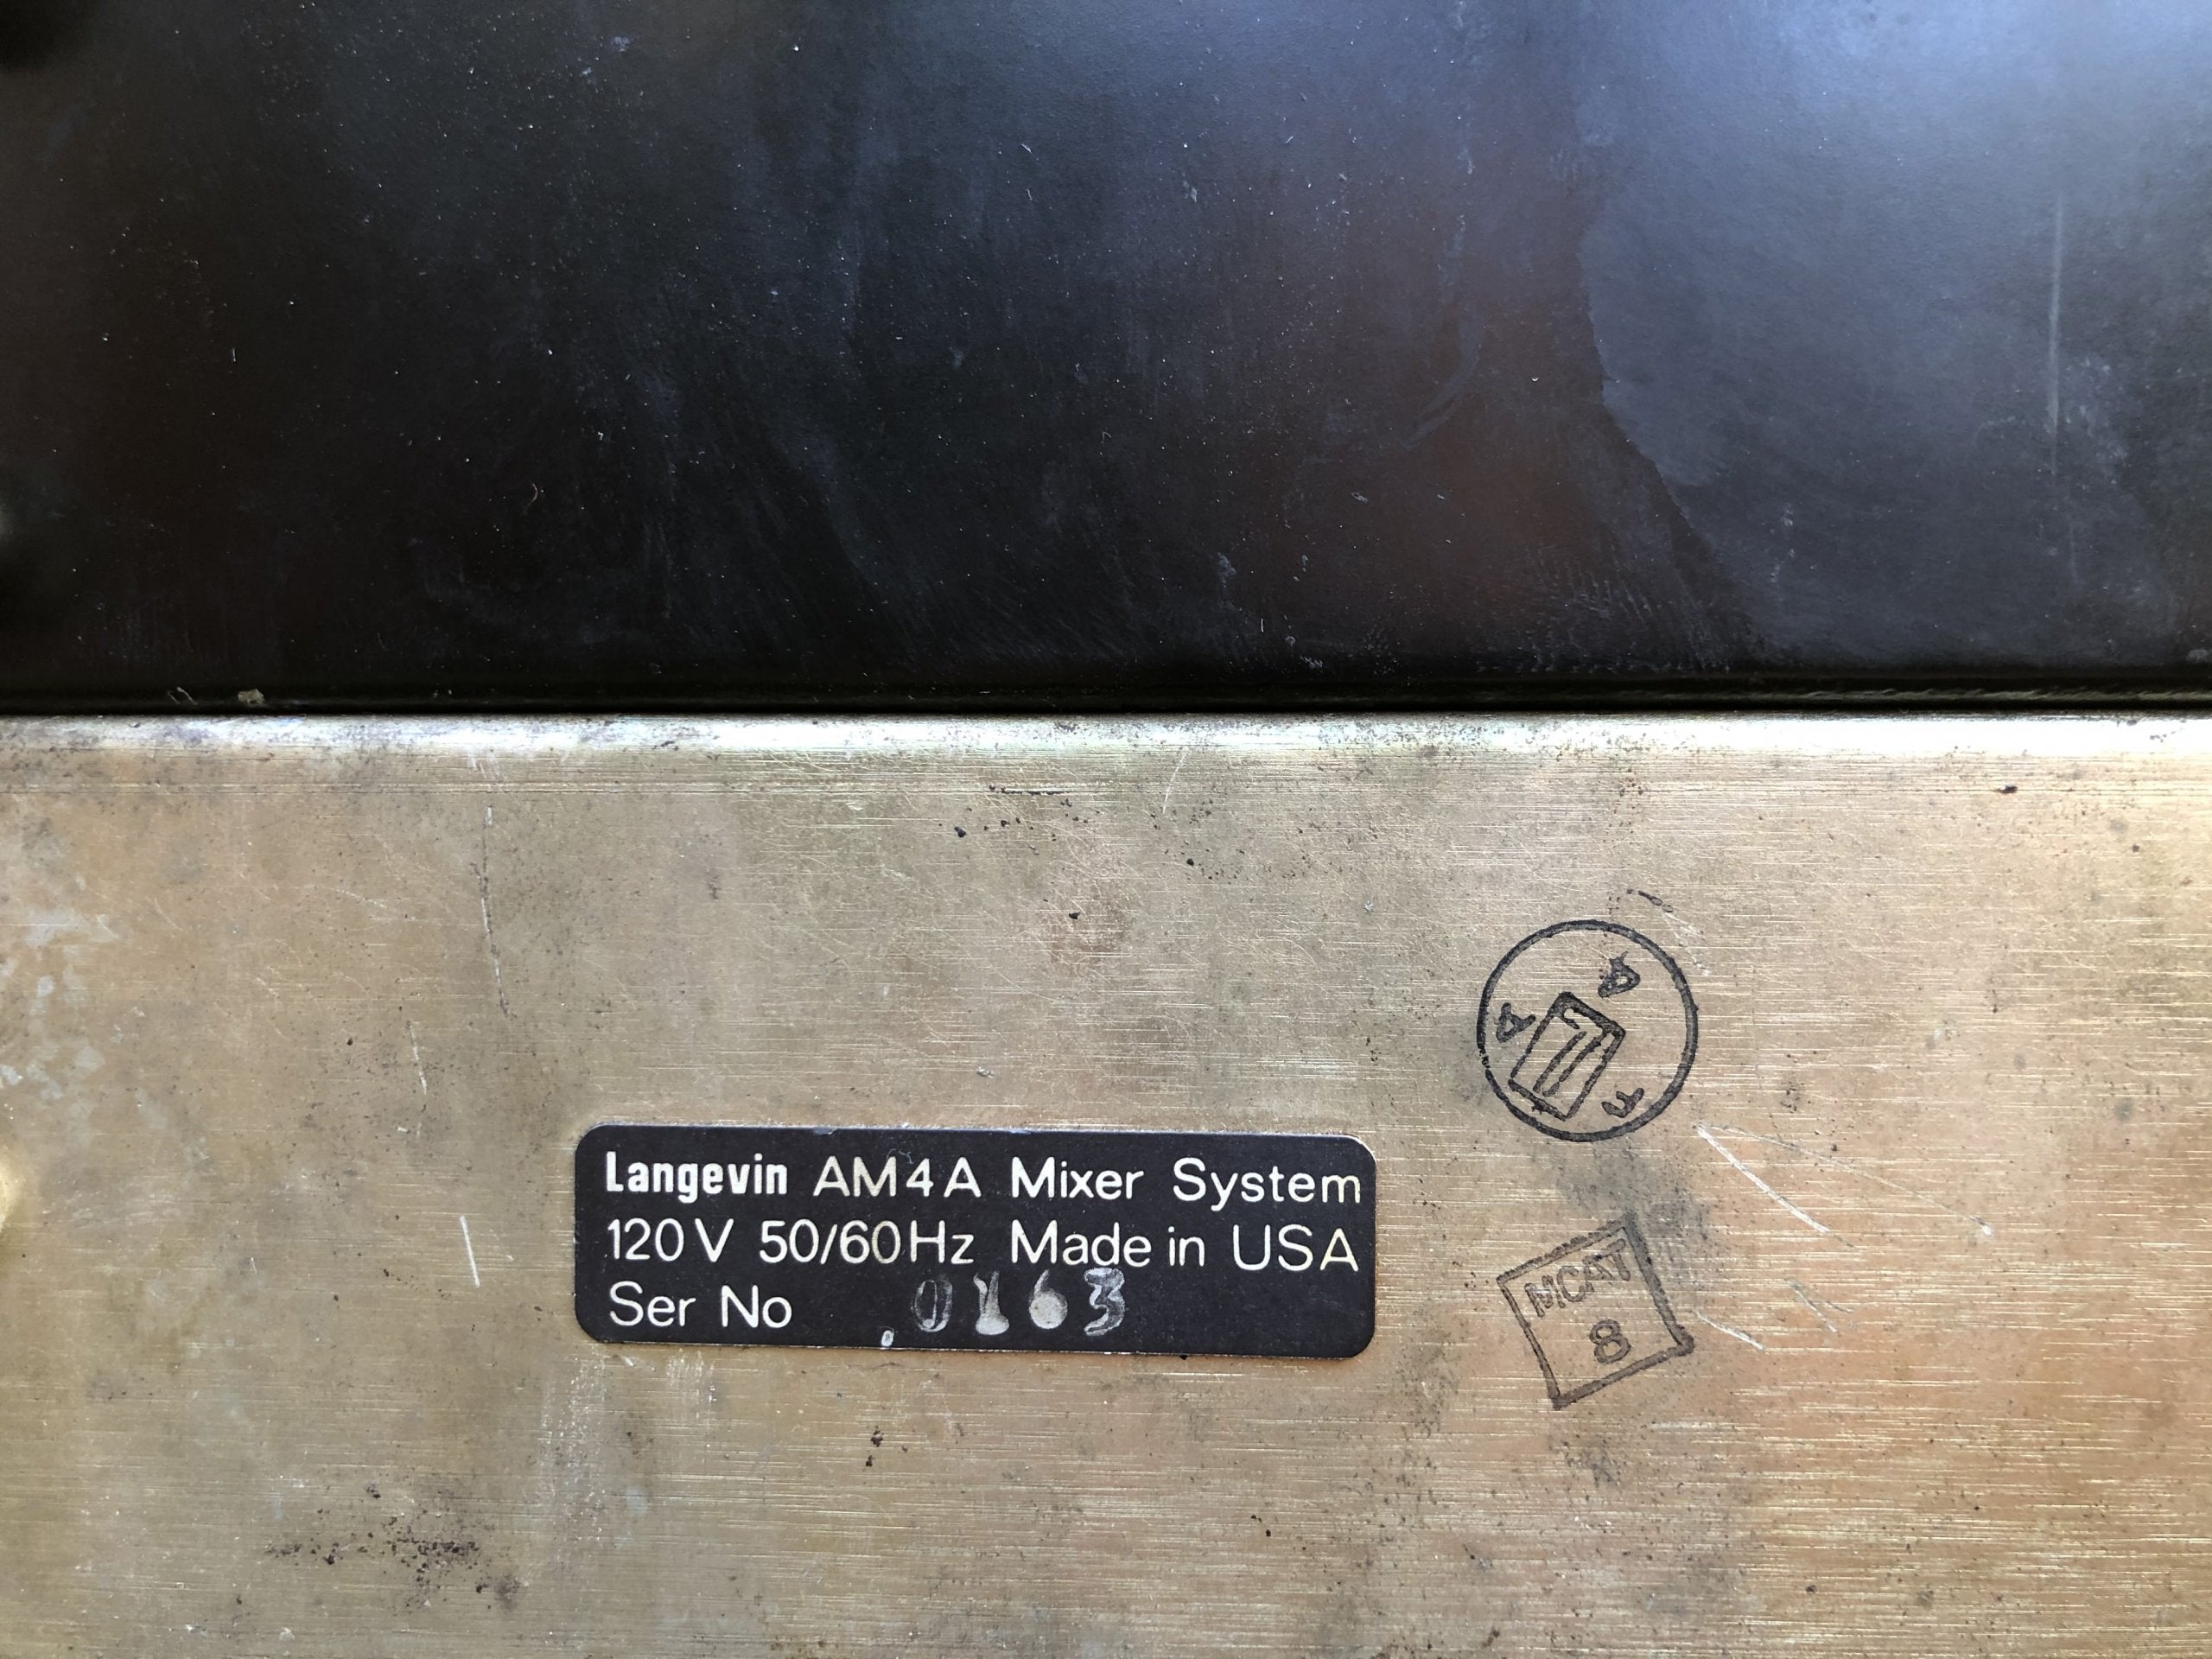 Langevin AM4A Mixer System
120V 50/60Hz Made in USA
Ser No 0163
MCAT
8